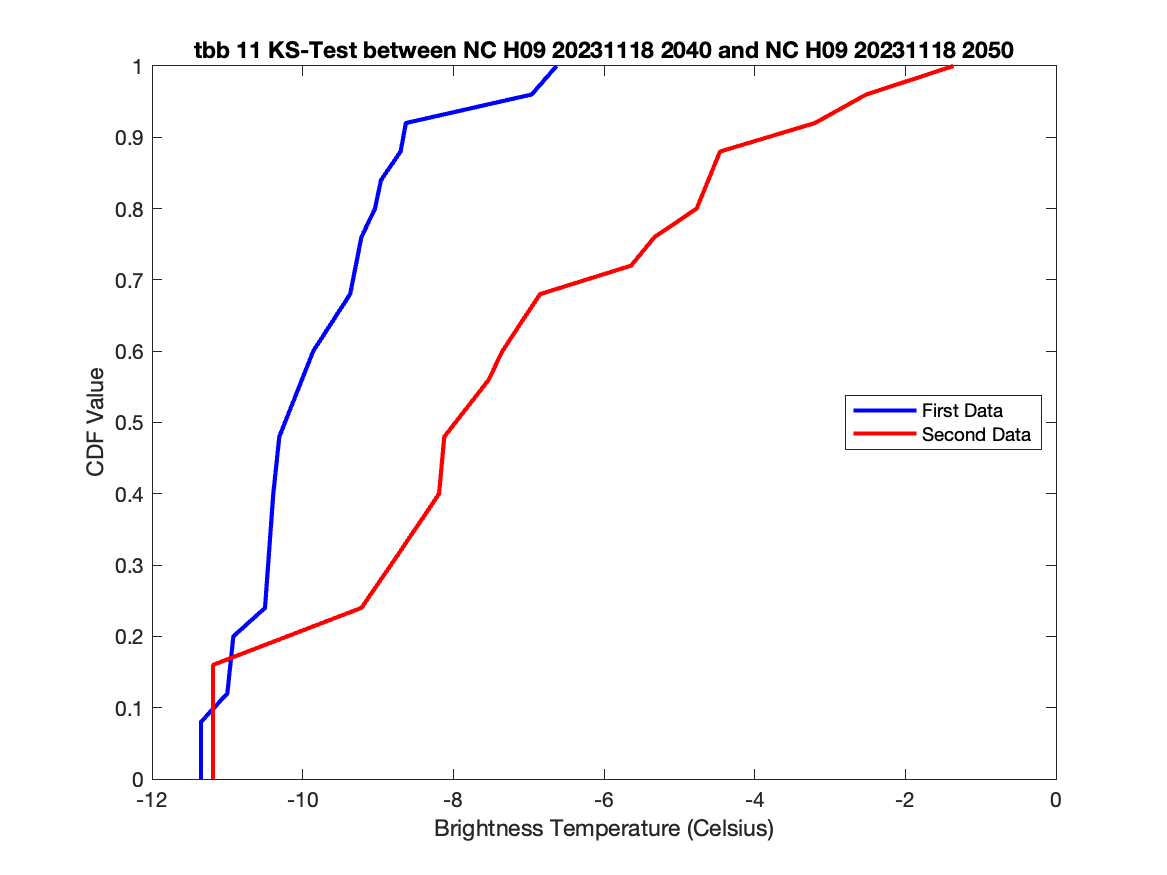 tbb 11 KS-Test between NC H09 20231118 2040 and NC H09 20231118 2050
1
0.9
0.8
0.7
0.6
0.5
0.4
0.3
0.2
0.1
0
CDF Value
First Data
Second Data
-12 -10 -8 -6 -4 -2 0
Brightness Temperature (Celsius)